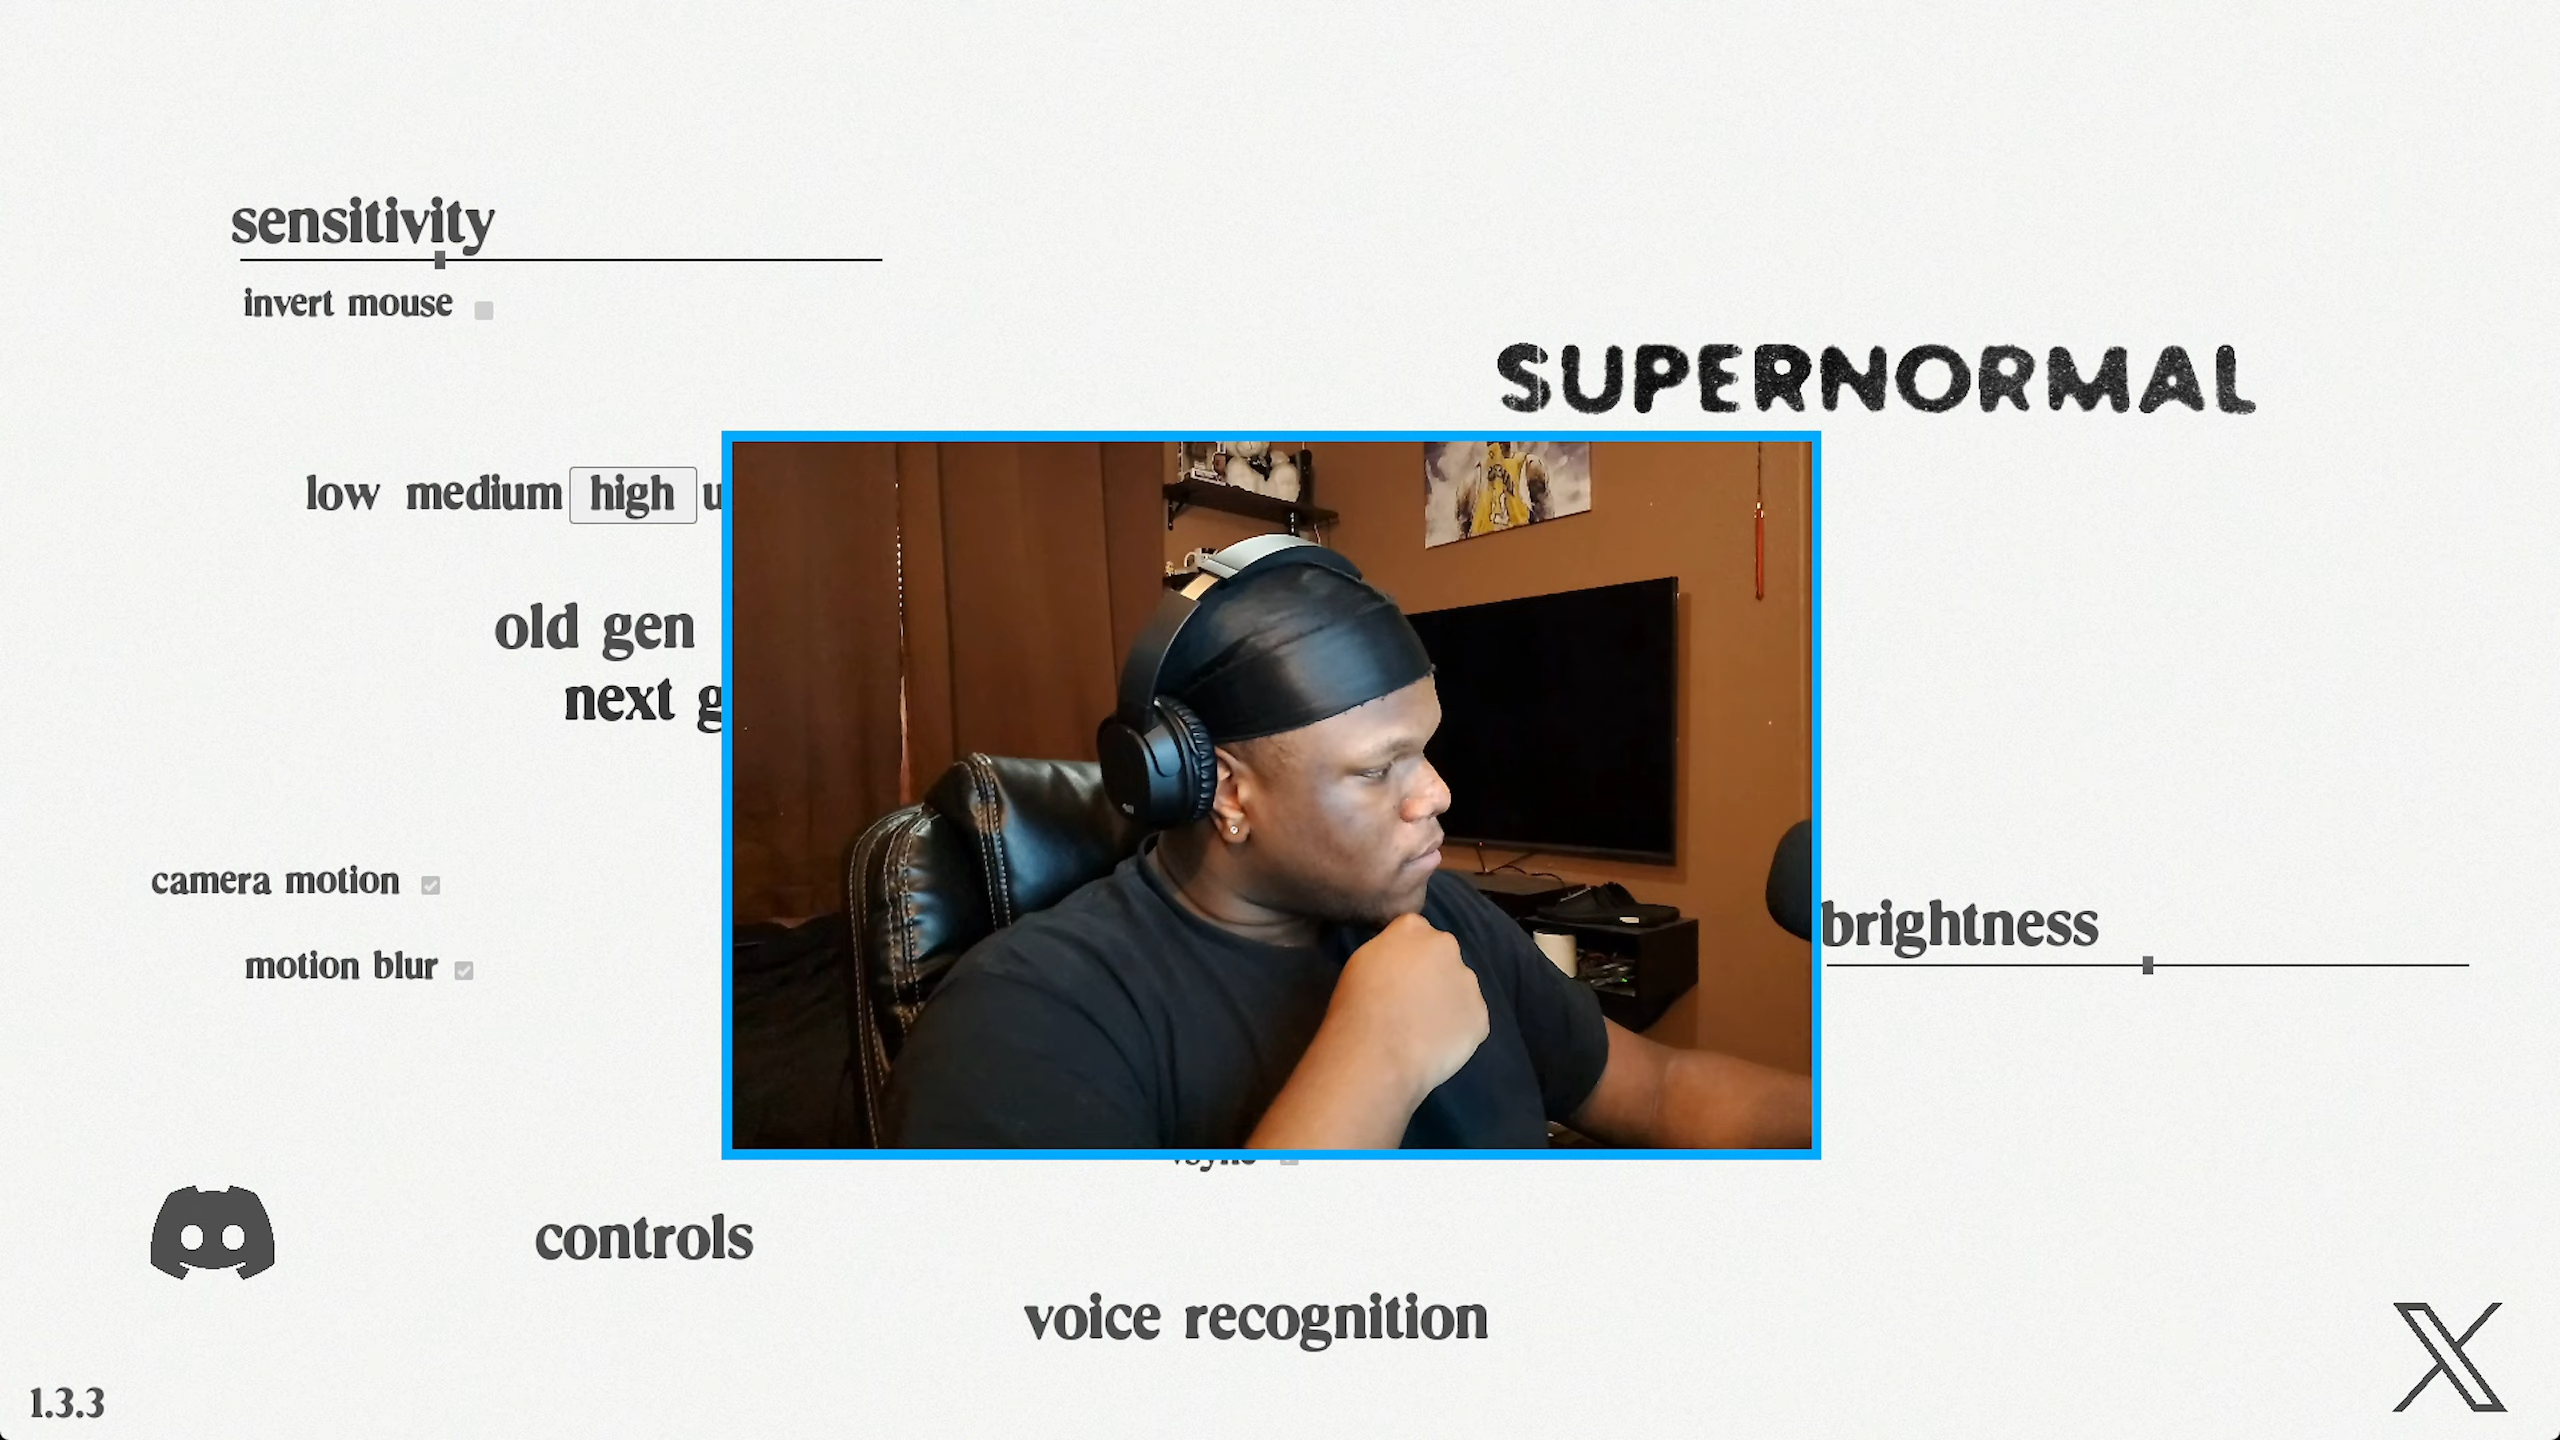 sensitivity
invert mouse
SUPERNORMAL
low medium high
old gen
next
camera motion
brightness
motion blur
controls
voice recognition
1.3.3